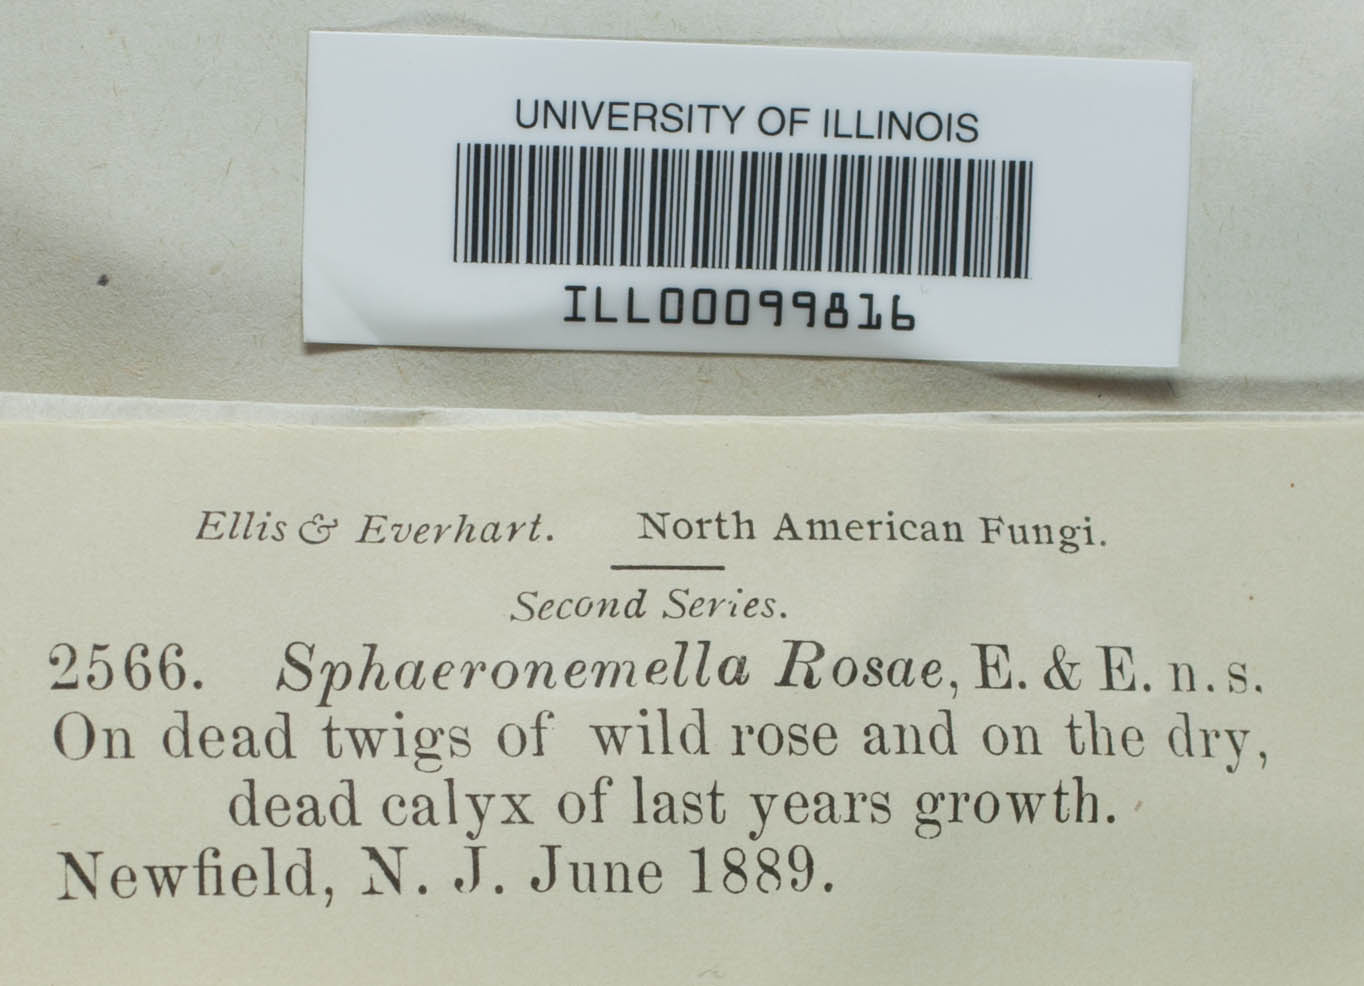 UNIVERSITY OF ILLINOIS
ILL00099816
Ellis & Everhart. North American Fungi.
Second Series.
2566. Sphaeronemella Rosae, E. & E. n. s.
On dead twigs of wild rose and on the dry,
dead calyx of last years growth.
Newfield, N. J. June 1889.